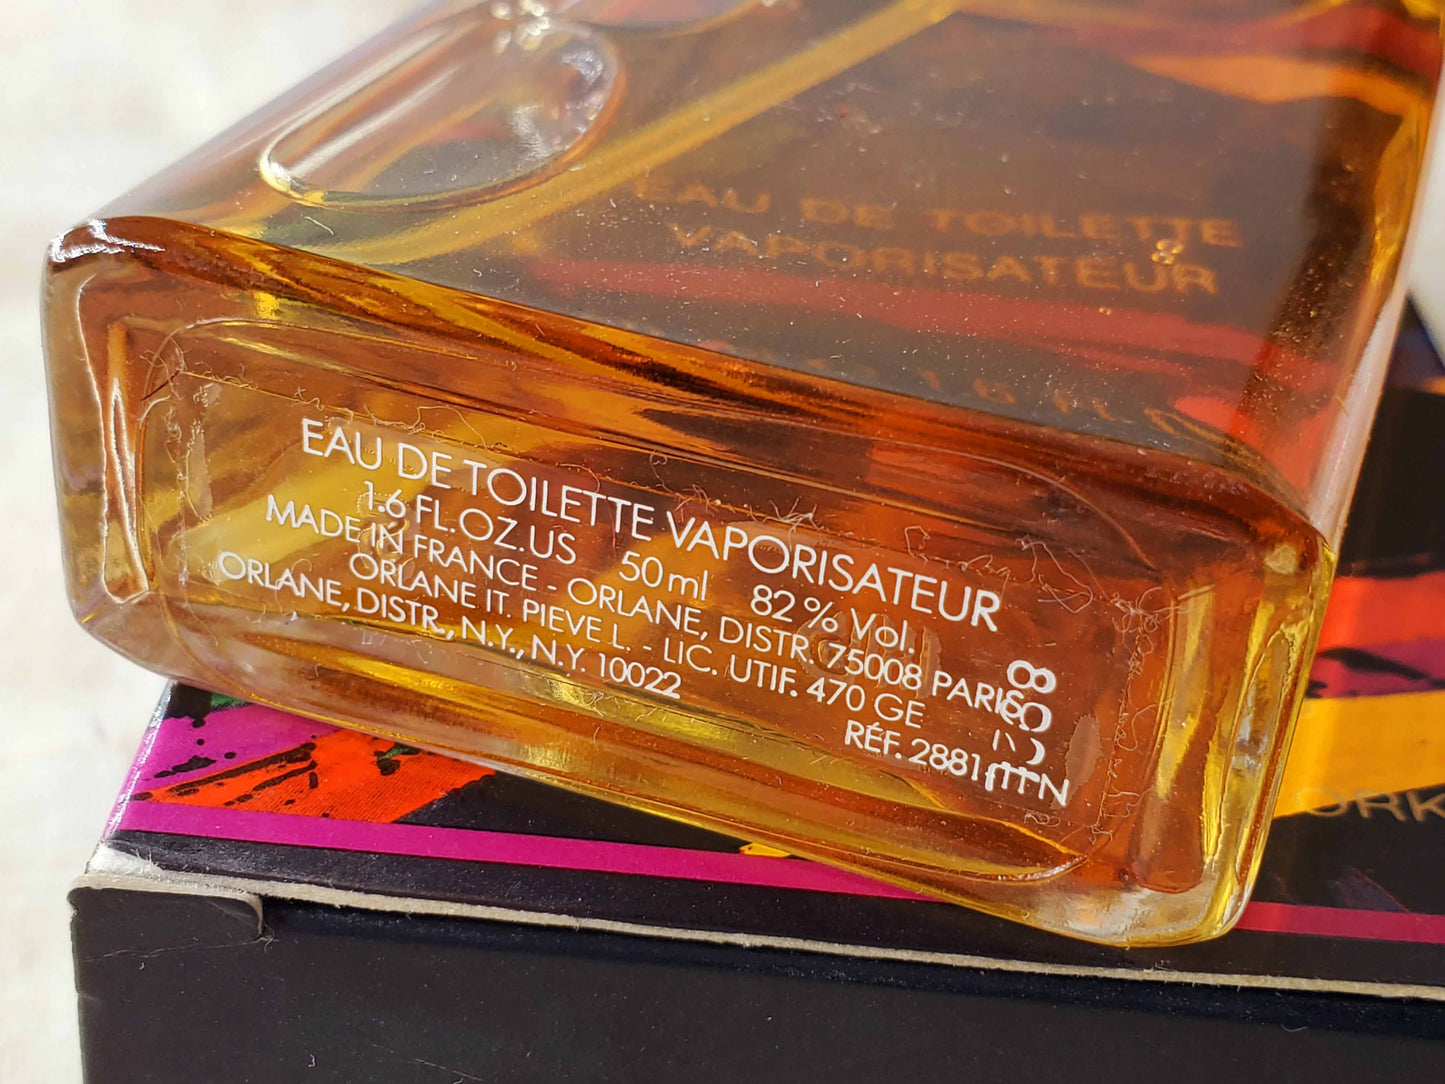 EAU DE TOILETTE
VAPORISATEUR
EAU DE TOILETTE VAPORISATEUR
1.6 FL.OZ.US 50 ml 82 % Vol.
MADE IN FRANCE - ORLANE, DISTR. 75008 PARIS
ORLANE IT. PIEVE L. - LIC. UTIF. 470 GE
ORLANE, DISTR., N.Y., N.Y. 10022
RÉF. 2881